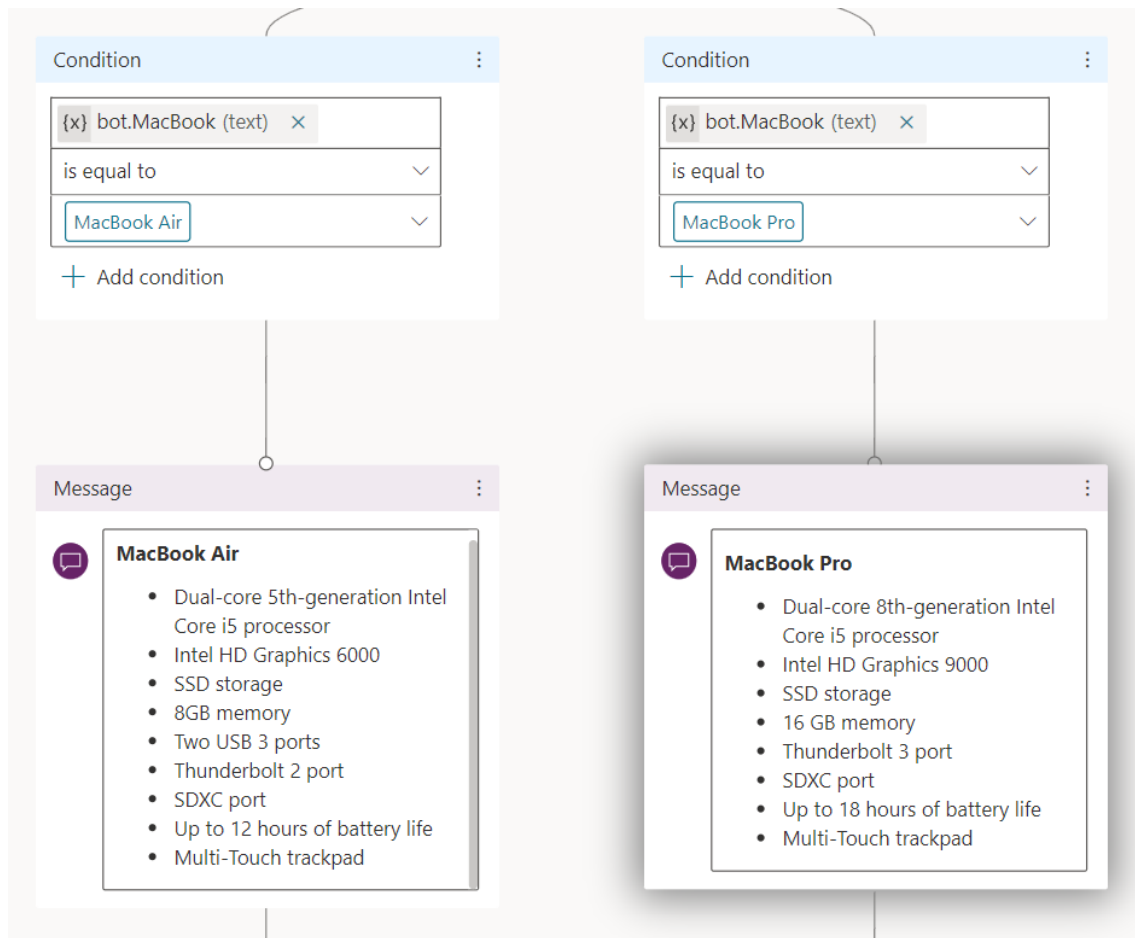 Condition
{x} bot.MacBook (text)
is equal to
MacBook Air
Add condition
Message
MacBook Air
Dual-core 5th-generation Intel
Core i5 processor
Intel HD Graphics 6000
SSD storage
8GB memory
Two USB 3 ports
Thunderbolt 2 port
SDXC port
Up to 12 hours of battery life
Multi-Touch trackpad
Condition
{x} bot.MacBook (text)
is equal to
MacBook Pro
Add condition
Message
MacBook Pro
Dual-core 8th-generation Intel
Core i5 processor
Intel HD Graphics 9000
SSD storage
16 GB memory
Thunderbolt 3 port
SDXC port
Up to 18 hours of battery life
Multi-Touch trackpad